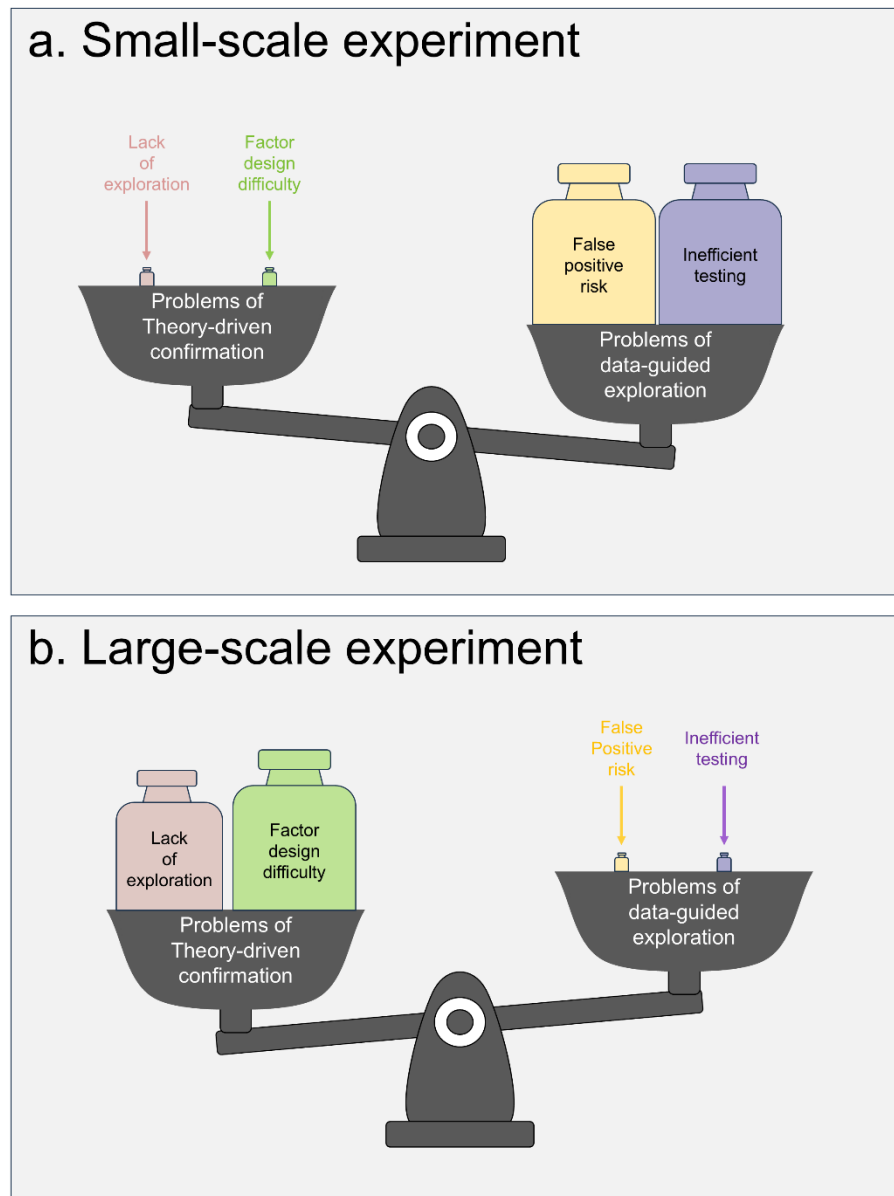 a. Small-scale experiment
Lack
of
exploration
Factor
design
difficulty
False
positive
risk
Inefficient
testing
Problems of
Theory-driven
confirmation
Problems of
data-guided
exploration
b. Large-scale experiment
False
Positive
risk
Inefficient
testing
Lack
of
exploration
Factor
design
difficulty
Problems of
Theory-driven
confirmation
Problems of
data-guided
exploration